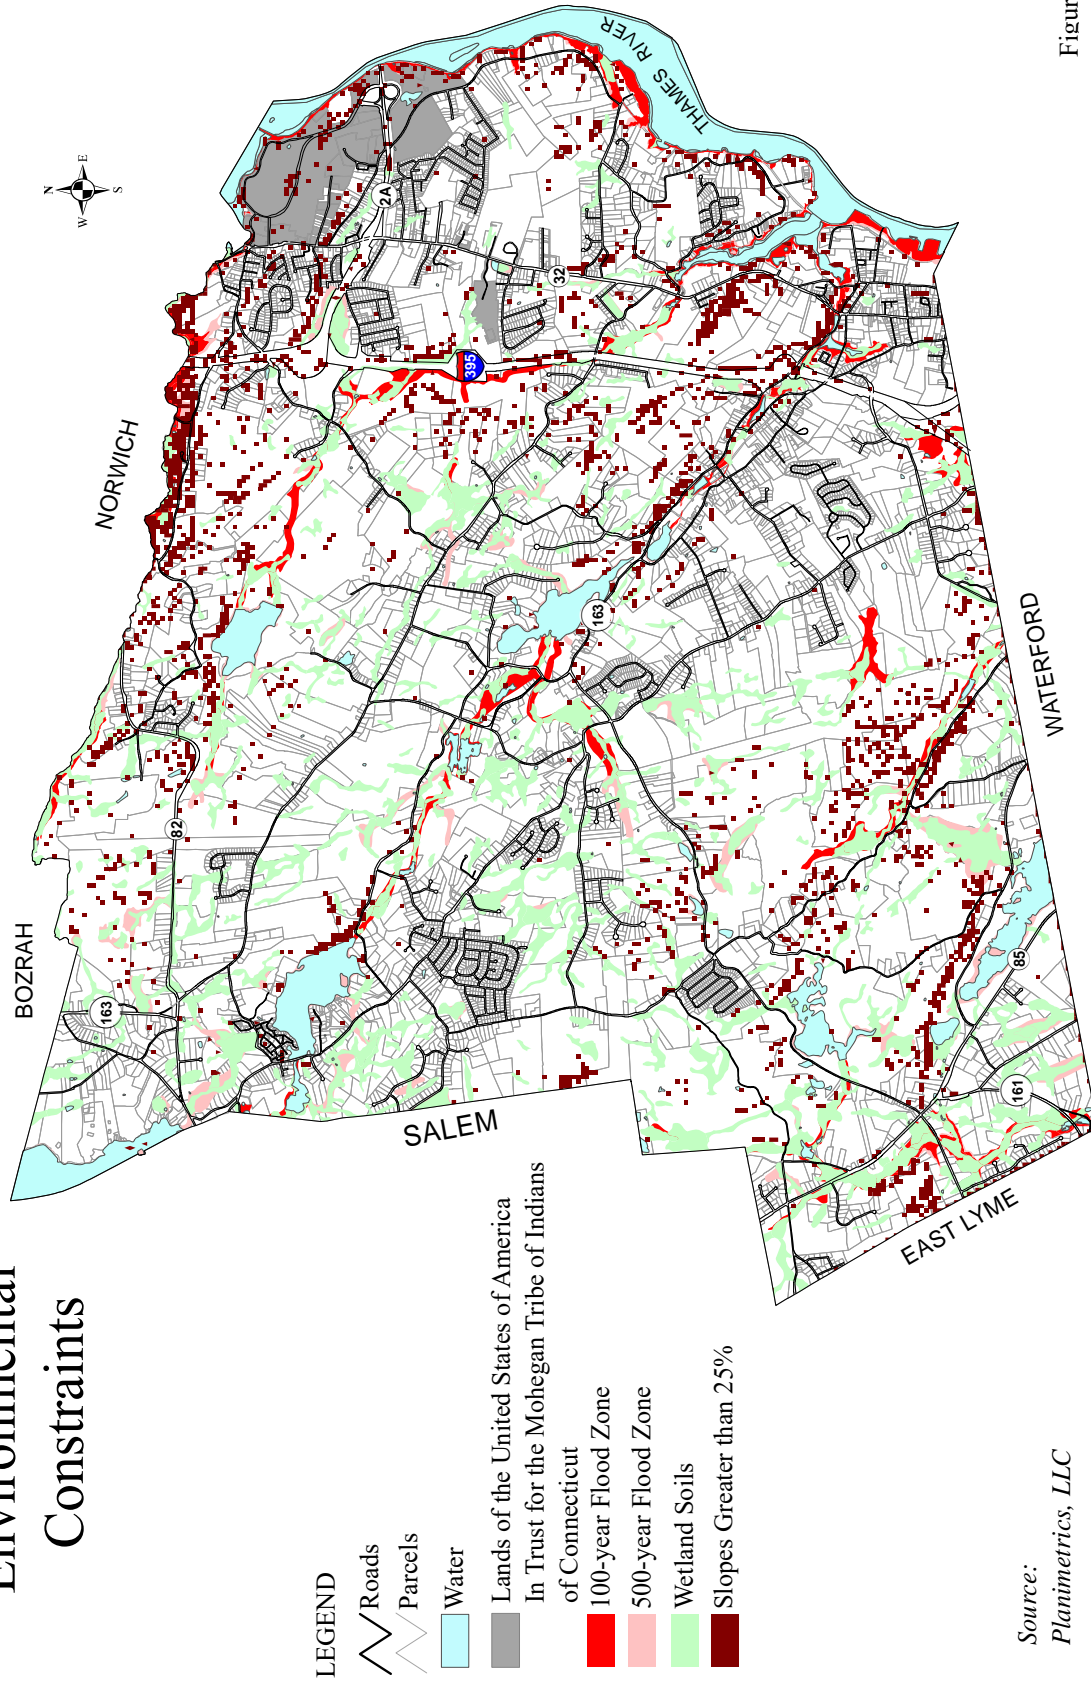 Environmental
Constraints
LEGEND
Roads
Parcels
Water
Lands of the United States of America
In Trust for the Mohegan Tribe of Indians
of Connecticut
100-year Flood Zone
500-year Flood Zone
Wetland Soils
Slopes Greater than 25%
Source:
Planimetrics, LLC
N
W
E
S
BOZRAH
NORWICH
THAMES RIVER
SALEM
EAST LYME
WATERFORD
163
82
2A
32
395
163
85
161
Figur